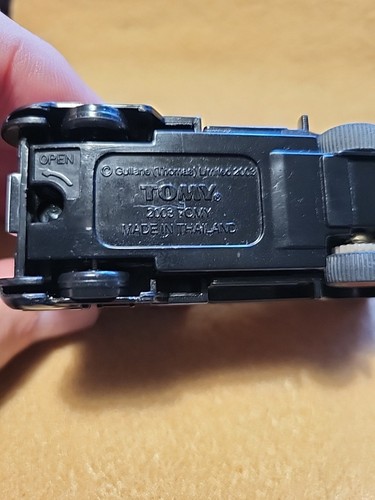 OPEN
© Gullane (Thomas) Limited 2003
TOMY®
2003 TOMY
MADE IN THAILAND